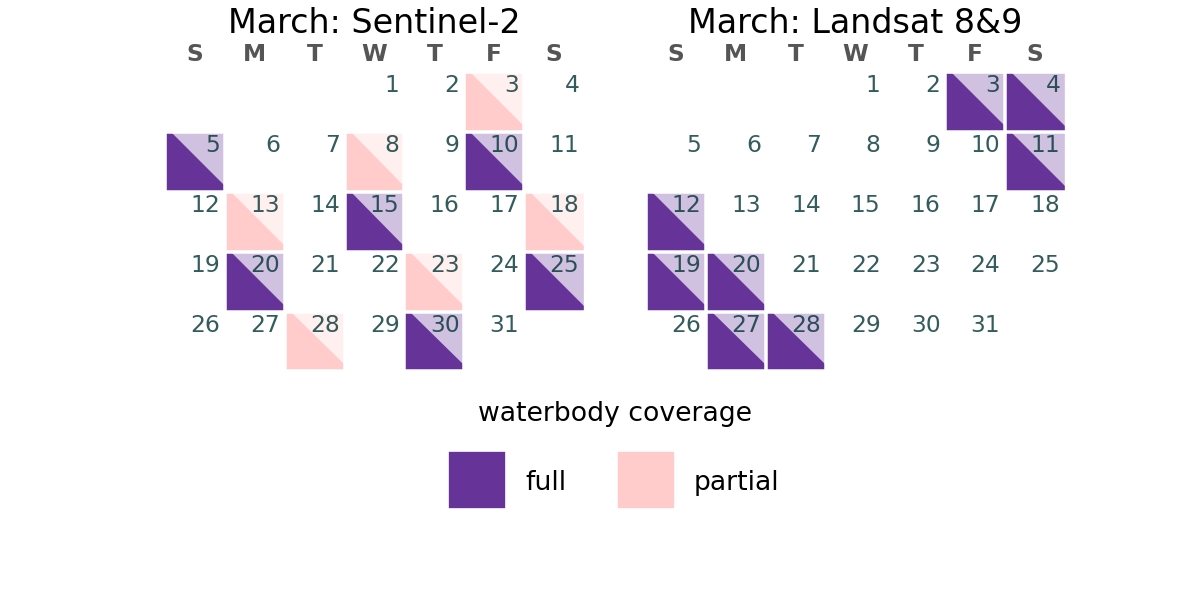 March: Sentinel-2
S M T W T F S
1 2 3 4
5 6 7 8 9 10 11
12 13 14 15 16 17 18
19 20 21 22 23 24 25
26 27 28 29 30 31
March: Landsat 8&9
S M T W T F S
1 2 3 4
5 6 7 8 9 10 11
12 13 14 15 16 17 18
19 20 21 22 23 24 25
26 27 28 29 30 31
waterbody coverage
full
partial